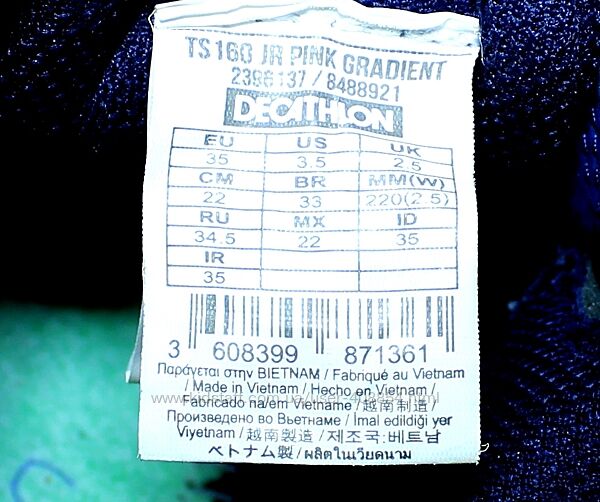 TS160 JR PINK GRADIENT
2396137 / 8488921
DECATHLON
EU US UK
35 3.5 2.5
CM BR MM(W)
22 33 220(2.5)
RU MX ID
34.5 22 35
IR
35
3 608399 871361
Παράγεται στην ΒΙΕΤΝΑΜ / Fabriqué au Vietnam
/ Made in Vietnam / Hecho en Vietnam /
Fabricado na/em Vietname / 越南制造 /
Произведено во Вьетнаме / İmal edildiği yer
Viyetnam / 越南製造 / 제조국:베트남
ベトナム製 / ผลิตในเวียดนาม